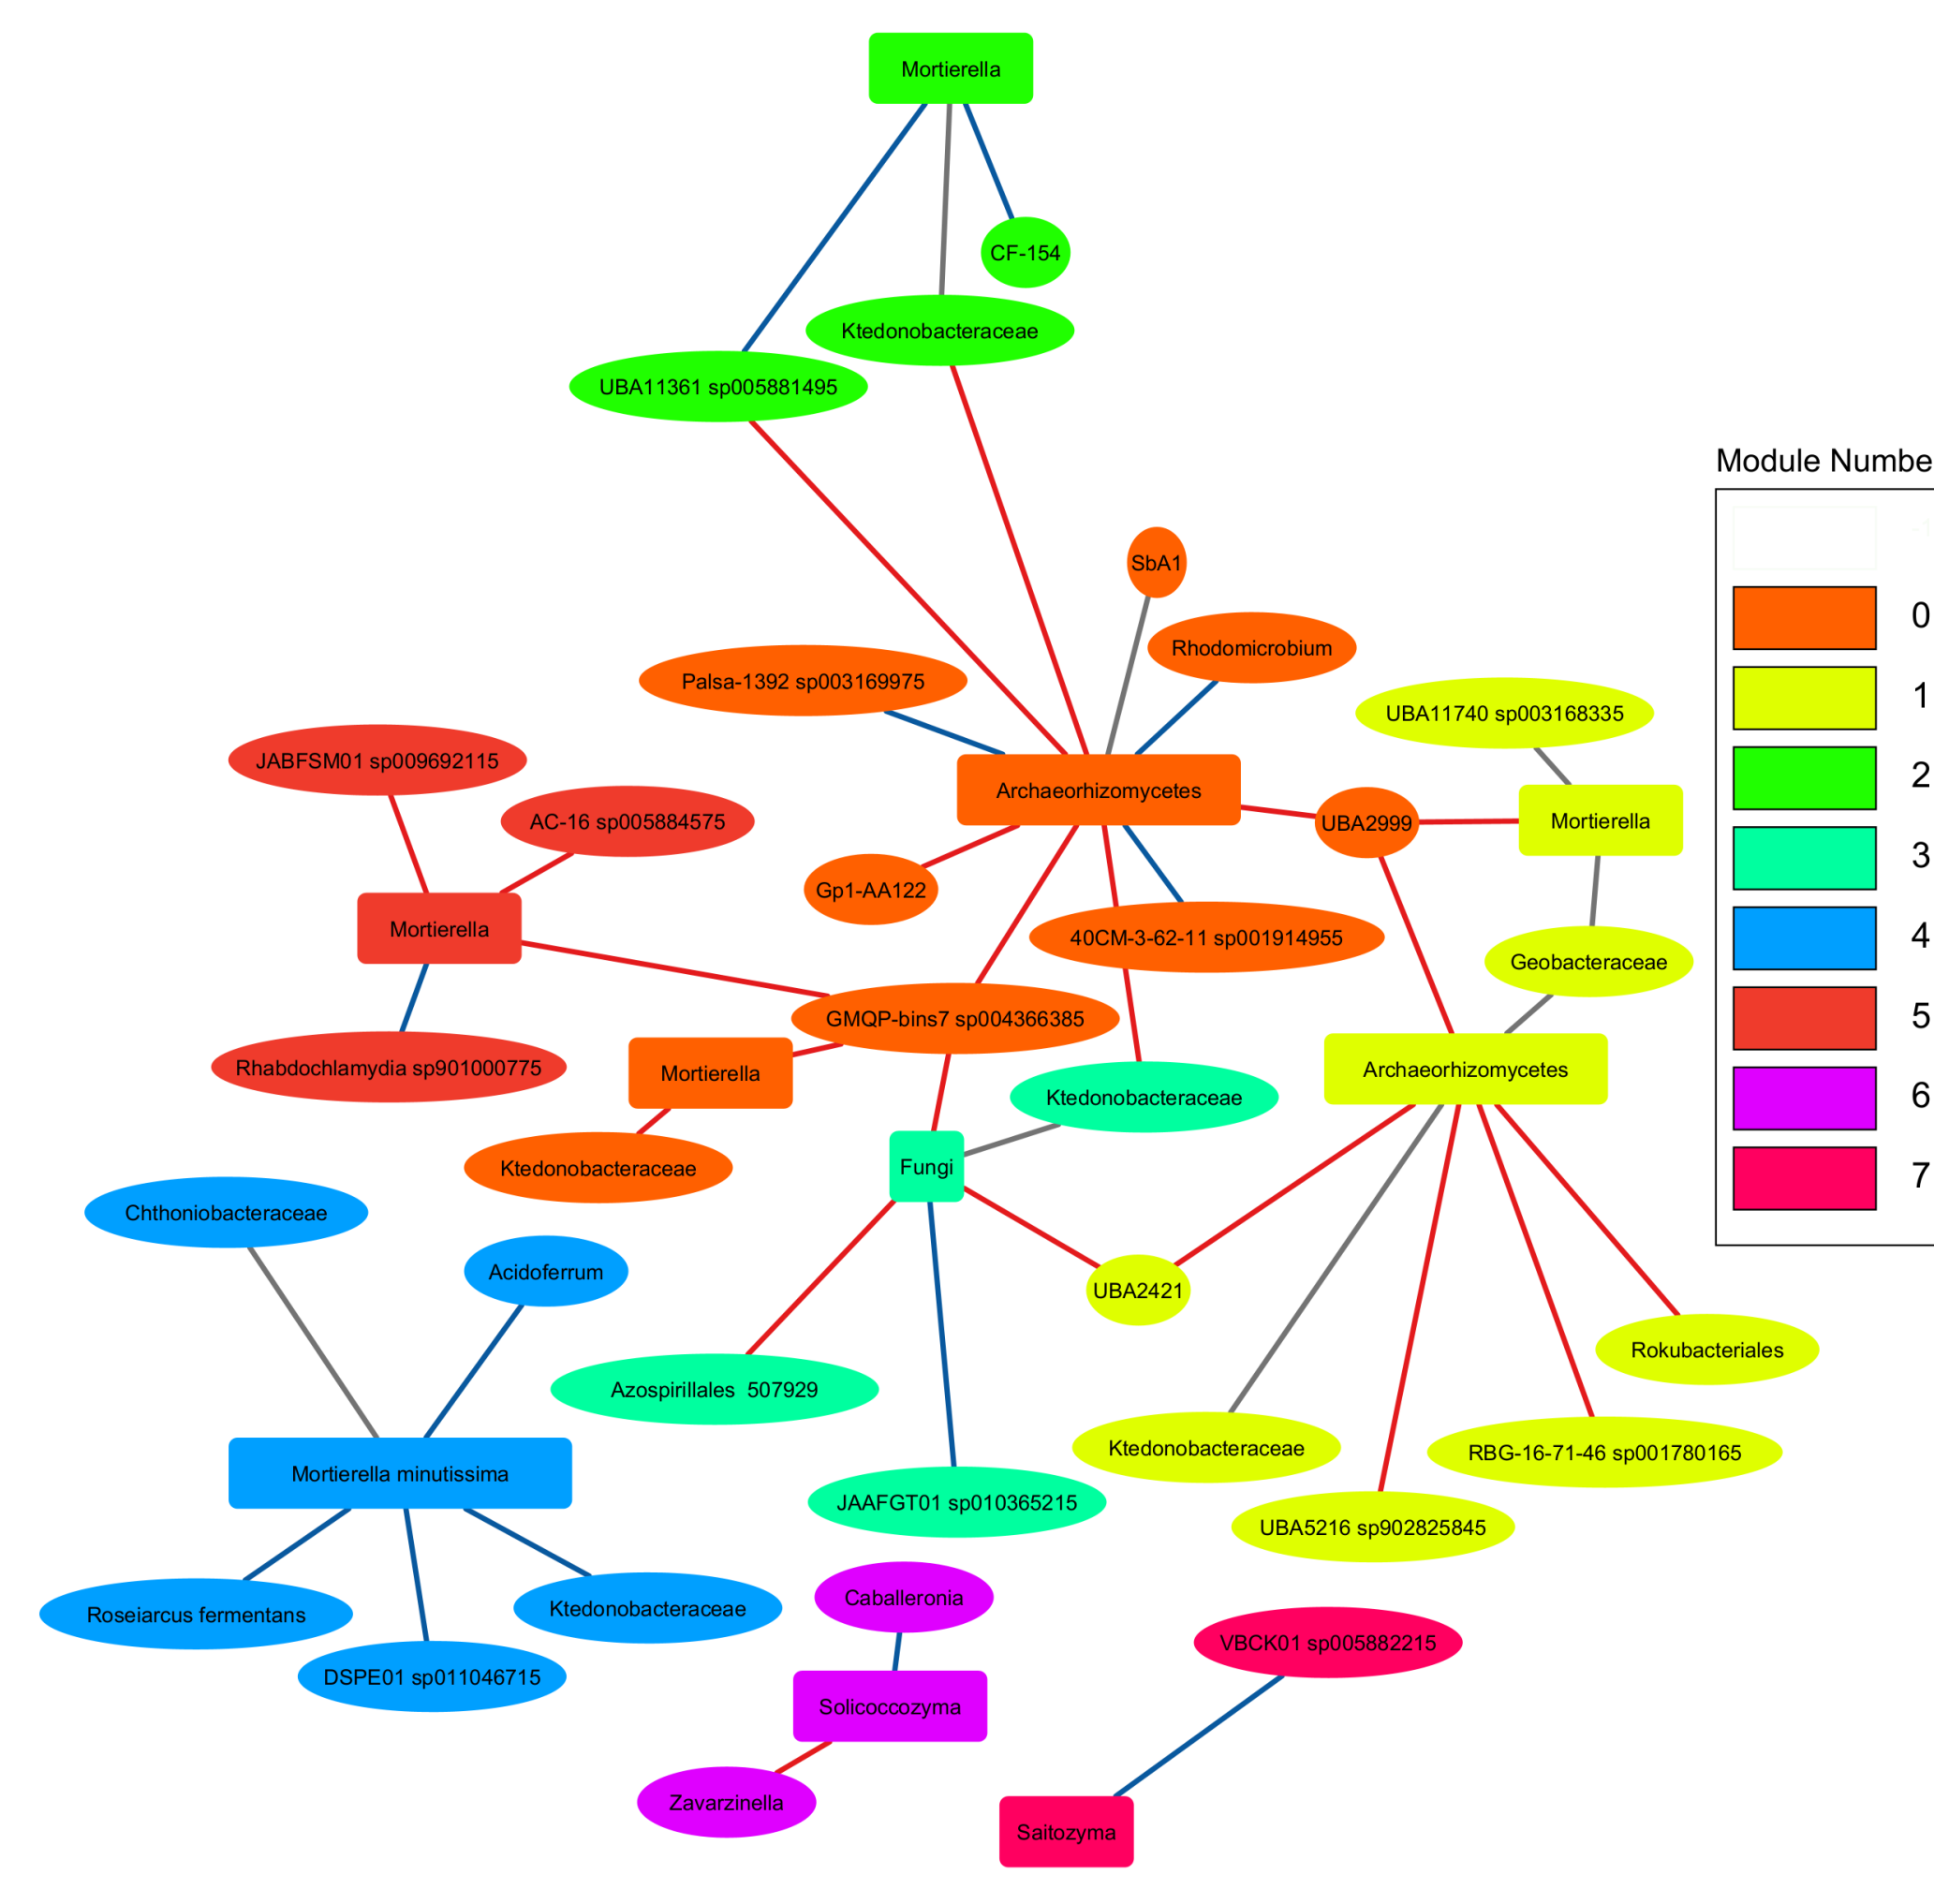 Mortierella
CF-154
Ktedonobacteraceae
UBA11361 sp005881495
Module Numbe
SbA1
Rhodomicrobium
Palsa-1392 sp003169975
UBA11740 sp003168335
JABFSM01 sp009692115
Archaeorhizomycetes
AC-16 sp005884575
UBA2999
Mortierella
Gp1-AA122
Mortierella
40CM-3-62-11 sp001914955
Geobacteraceae
GMQP-bins7 sp004366385
Rhabdochlamydia sp901000775
Mortierella
Archaeorhizomycetes
Ktedonobacteraceae
Ktedonobacteraceae
Fungi
Chthoniobacteraceae
Acidoferrum
UBA2421
Rokubacteriales
Azospirillales 507929
Ktedonobacteraceae
RBG-16-71-46 sp001780165
Mortierella minutissima
JAAFGT01 sp010365215
UBA5216 sp902825845
Caballeronia
Roseiarcus fermentans
Ktedonobacteraceae
VBCK01 sp005882215
DSPE01 sp011046715
Solicoccozyma
Zavarzinella
Saitozyma
0
1
2
3
4
5
6
7